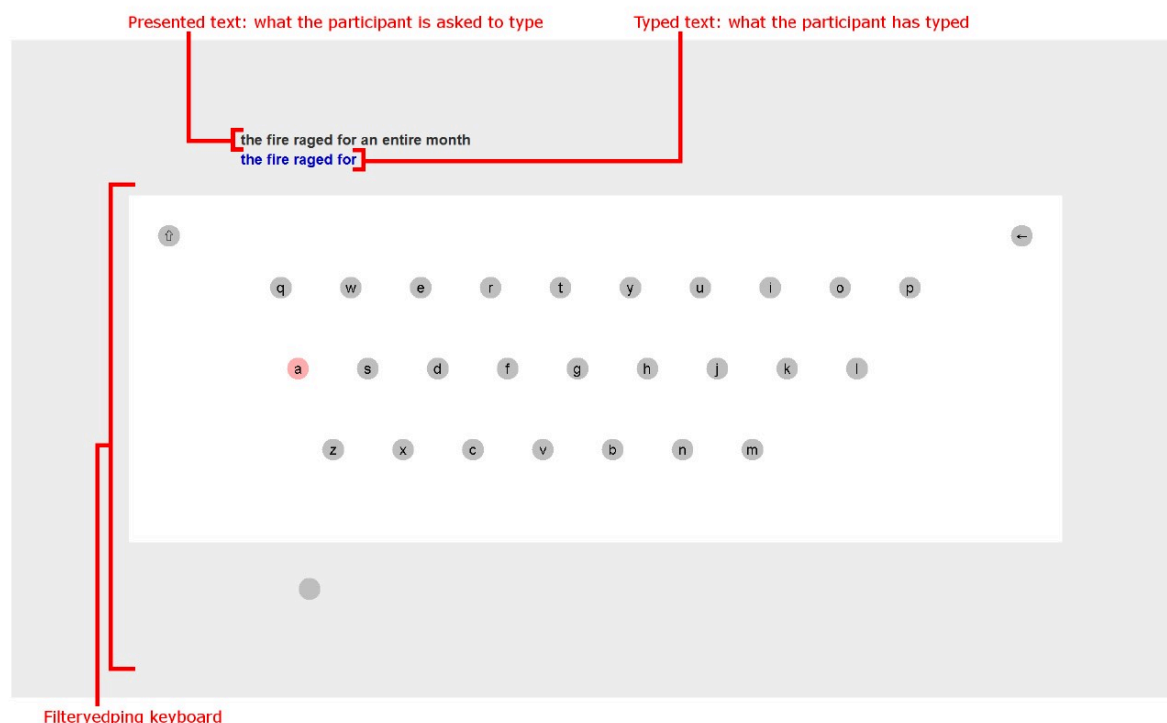 Presented text: what the participant is asked to type
Typed text: what the participant has typed
the fire raged for an entire month
the fire raged for
⇧ ←
q w e r t y u i o p
a s d f g h j k l
z x c v b n m
Filteryedping keyboard